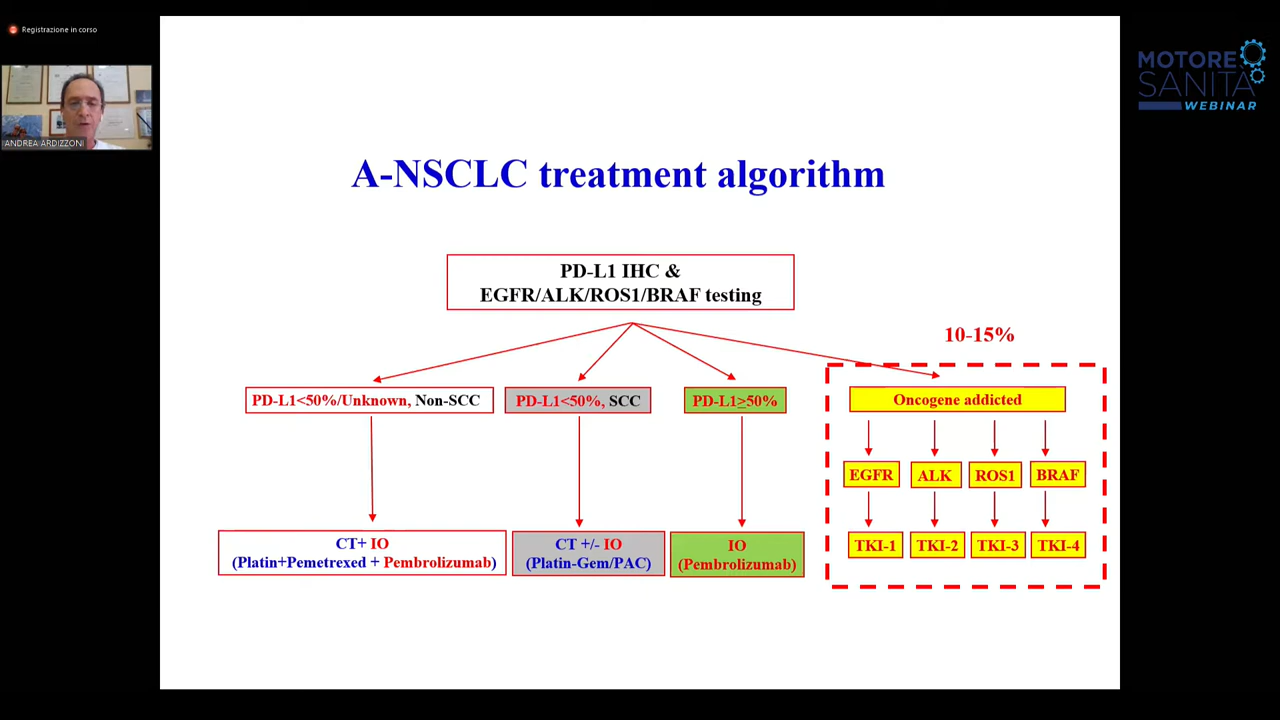 Registrazione in corso
ANDREA ARDIZZONI
MOTORE
SANITA
WEBINAR
A-NSCLC treatment algorithm
PD-L1 IHC &
EGFR/ALK/ROS1/BRAF testing
10-15%
PD-L1<50%/Unknown, Non-SCC
PD-L1<50%, SCC
PD-L1≥50%
Oncogene addicted
EGFR
ALK
ROS1
BRAF
CT+ IO
(Platin+Pemetrexed + Pembrolizumab)
CT +/- IO
(Platin-Gem/PAC)
IO
(Pembrolizumab)
TKI-1
TKI-2
TKI-3
TKI-4